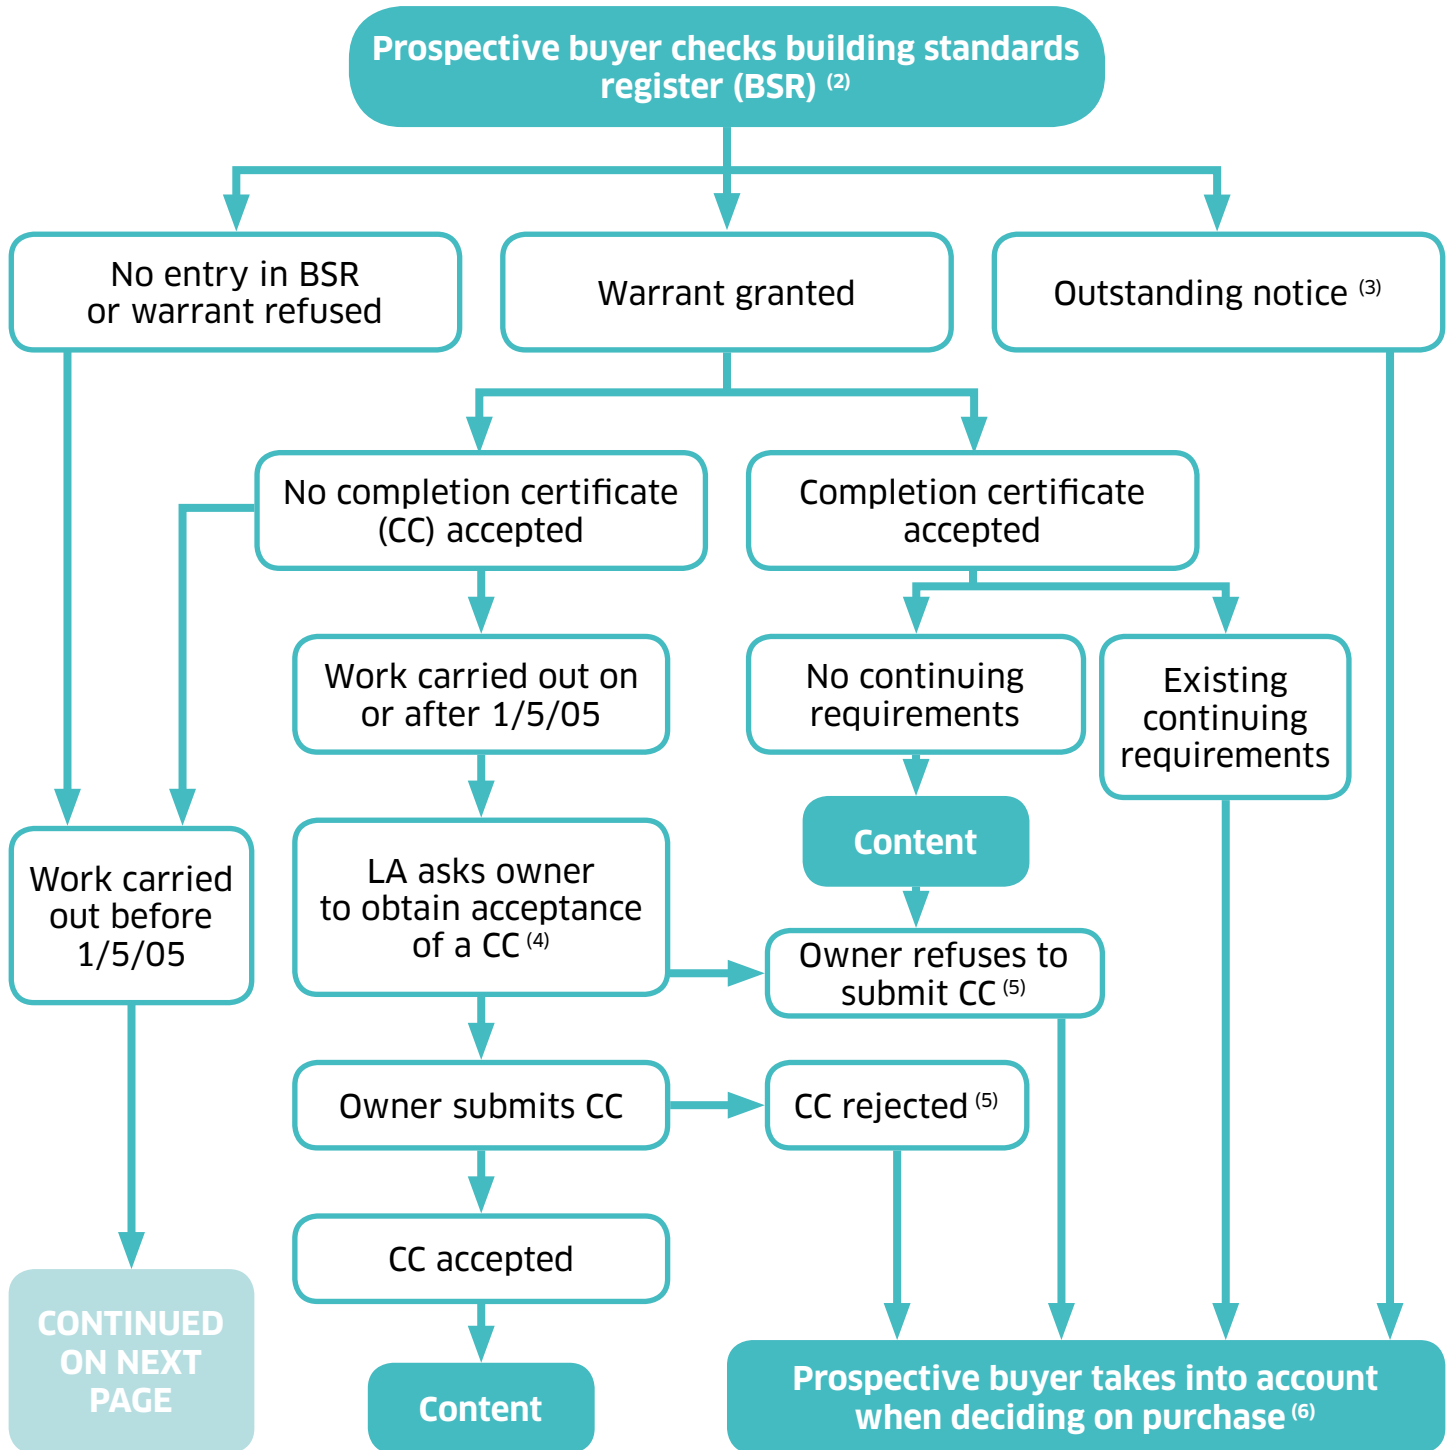 Prospective buyer checks building standards
register (BSR) (2)
No entry in BSR
or warrant refused
Warrant granted
Outstanding notice (3)
No completion certificate
(CC) accepted
Completion certificate
accepted
Work carried out on
or after 1/5/05
No continuing
requirements
Existing
continuing
requirements
Content
Work carried
out before
1/5/05
LA asks owner
to obtain acceptance
of a CC (4)
Owner refuses to
submit CC (5)
Owner submits CC
CC rejected (5)
CC accepted
CONTINUED
ON NEXT
PAGE
Content
Prospective buyer takes into account
when deciding on purchase (6)